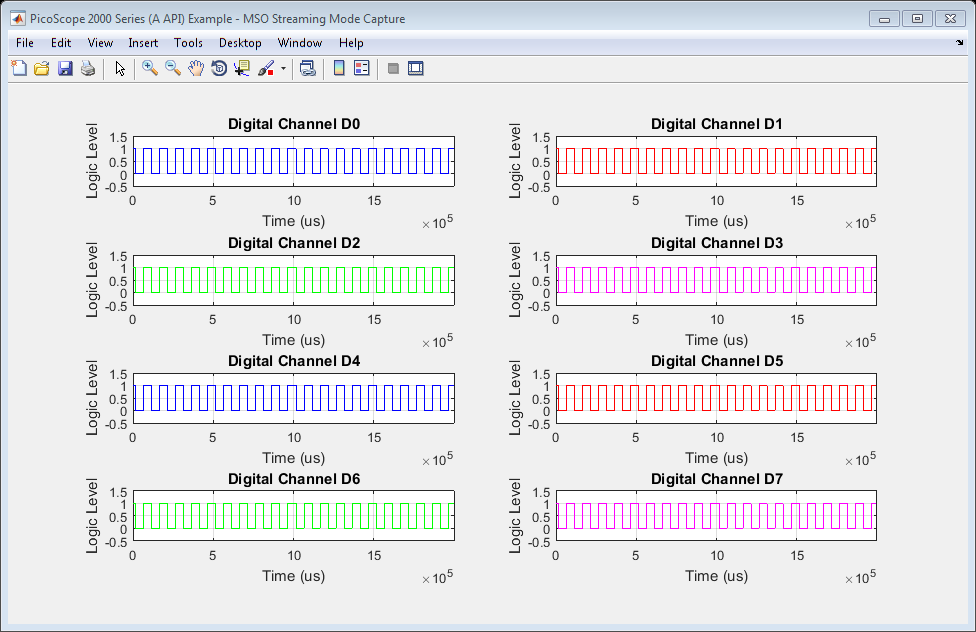 PicoScope 2000 Series (A API) Example - MSO Streaming Mode Capture
File Edit View Insert Tools Desktop Window Help
Digital Channel D0
Logic Level
1.5
1
0.5
0
-0.5
0 5 10 15
Time (us)
×10^5
Digital Channel D1
Logic Level
1.5
1
0.5
0
-0.5
0 5 10 15
Time (us)
×10^5
Digital Channel D2
Logic Level
1.5
1
0.5
0
-0.5
0 5 10 15
Time (us)
×10^5
Digital Channel D3
Logic Level
1.5
1
0.5
0
-0.5
0 5 10 15
Time (us)
×10^5
Digital Channel D4
Logic Level
1.5
1
0.5
0
-0.5
0 5 10 15
Time (us)
×10^5
Digital Channel D5
Logic Level
1.5
1
0.5
0
-0.5
0 5 10 15
Time (us)
×10^5
Digital Channel D6
Logic Level
1.5
1
0.5
0
-0.5
0 5 10 15
Time (us)
×10^5
Digital Channel D7
Logic Level
1.5
1
0.5
0
-0.5
0 5 10 15
Time (us)
×10^5